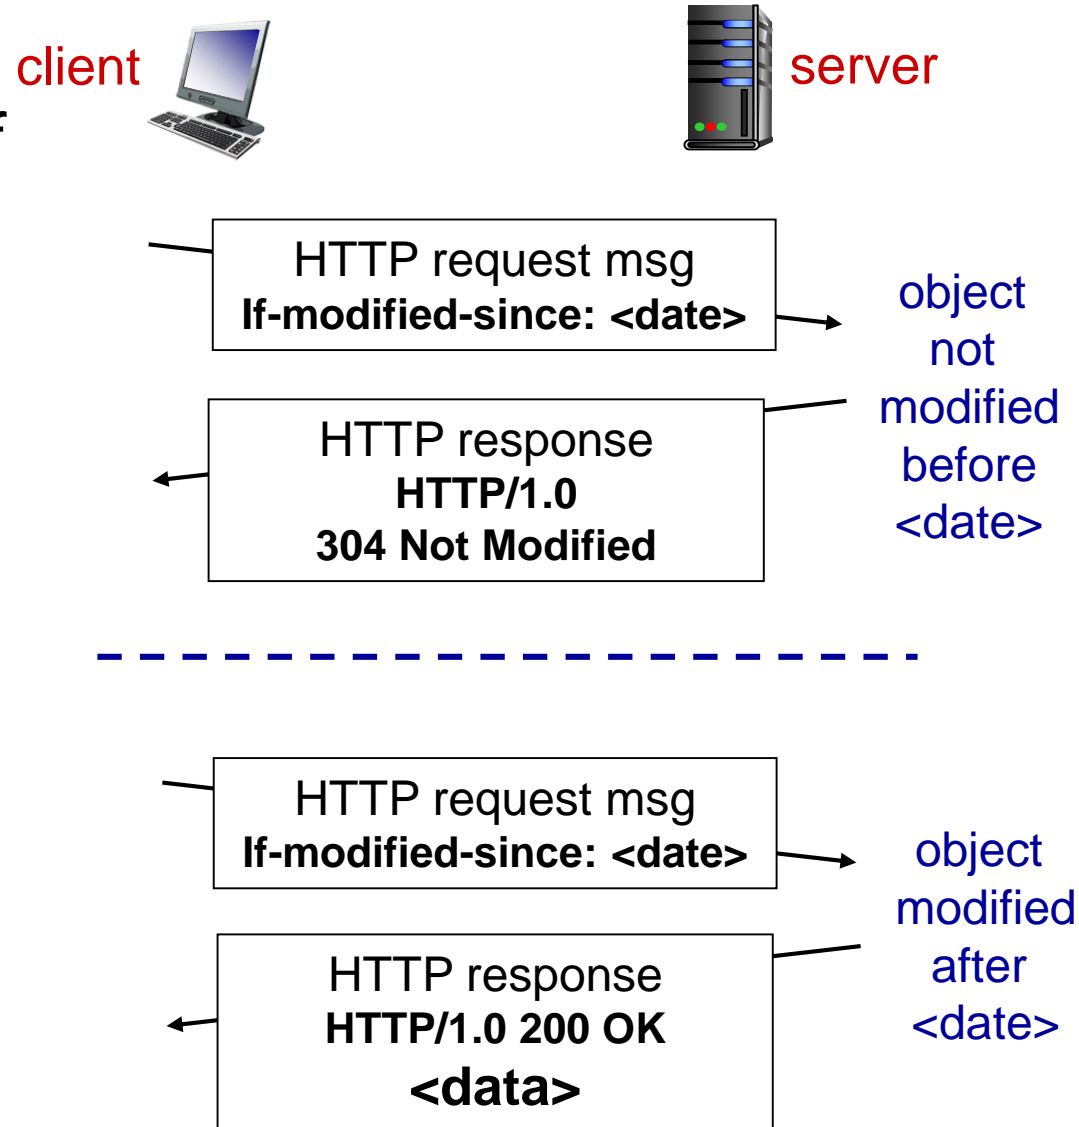 client
server
f
HTTP request msg
If-modified-since: <date>
object
not
modified
before
<date>
HTTP response
HTTP/1.0
304 Not Modified
HTTP request msg
If-modified-since: <date>
object
modified
after
<date>
HTTP response
HTTP/1.0 200 OK
<data>